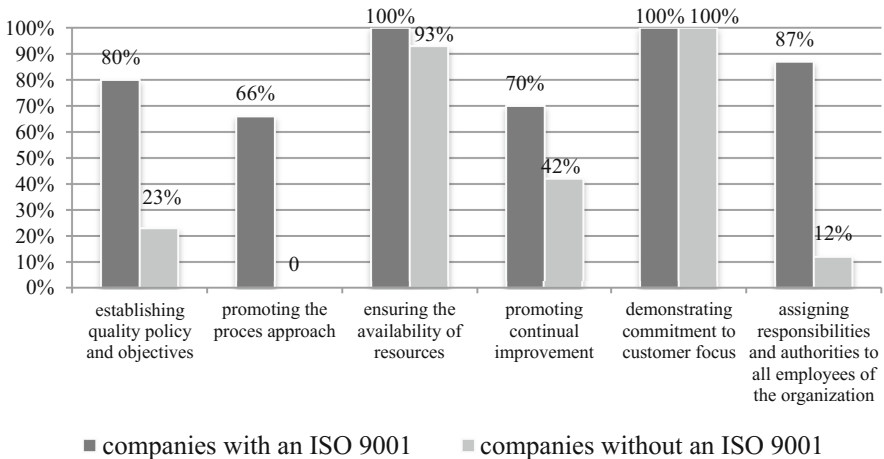 100% 100% 100%
100%
93%
87%
90%
80%
80%
70%
66%
70%
60%
50%
42%
40%
30%
23%
20%
12%
10%
0
0%
establishing
quality policy
and objectives
promoting the
proces approach
ensuring the
availability of
resources
promoting
continual
improvement
demonstrating
commitment to
customer focus
assigning
responsibilities
and authorities to
all employees of
the organization
companies with an ISO 9001
companies without an ISO 9001